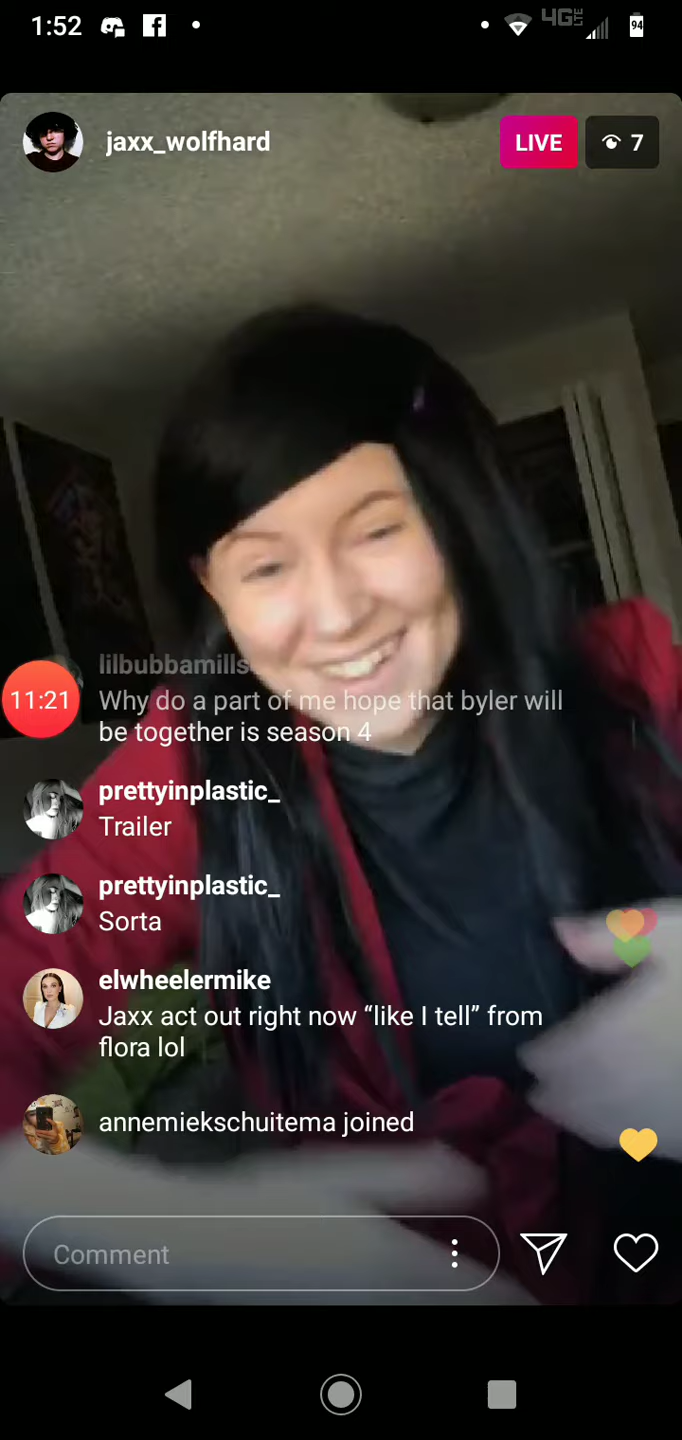 1:52
4G LTE
94
jaxx_wolfhard
LIVE
7
lilbubbamills
11:21
Why do a part of me hope that byler will
be together is season 4
prettyinplastic_
Trailer
prettyinplastic_
Sorta
elwheelermike
Jaxx act out right now “like I tell” from
flora lol
annemiekschuitema joined
Comment